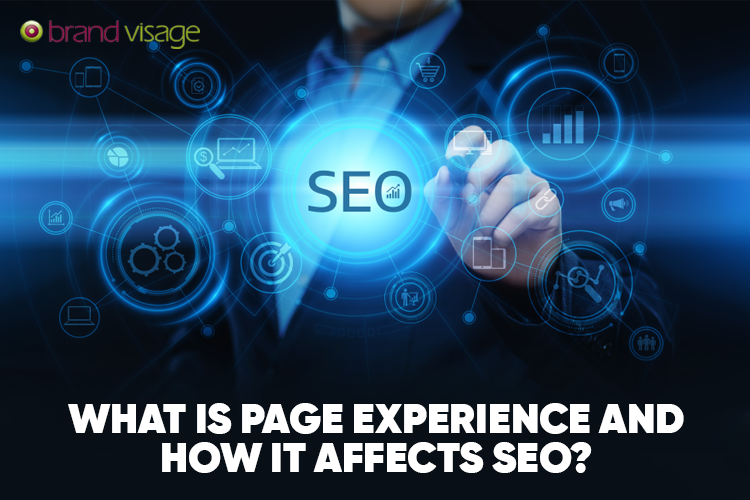 brand visage
SEO
WHAT IS PAGE EXPERIENCE AND
HOW IT AFFECTS SEO?